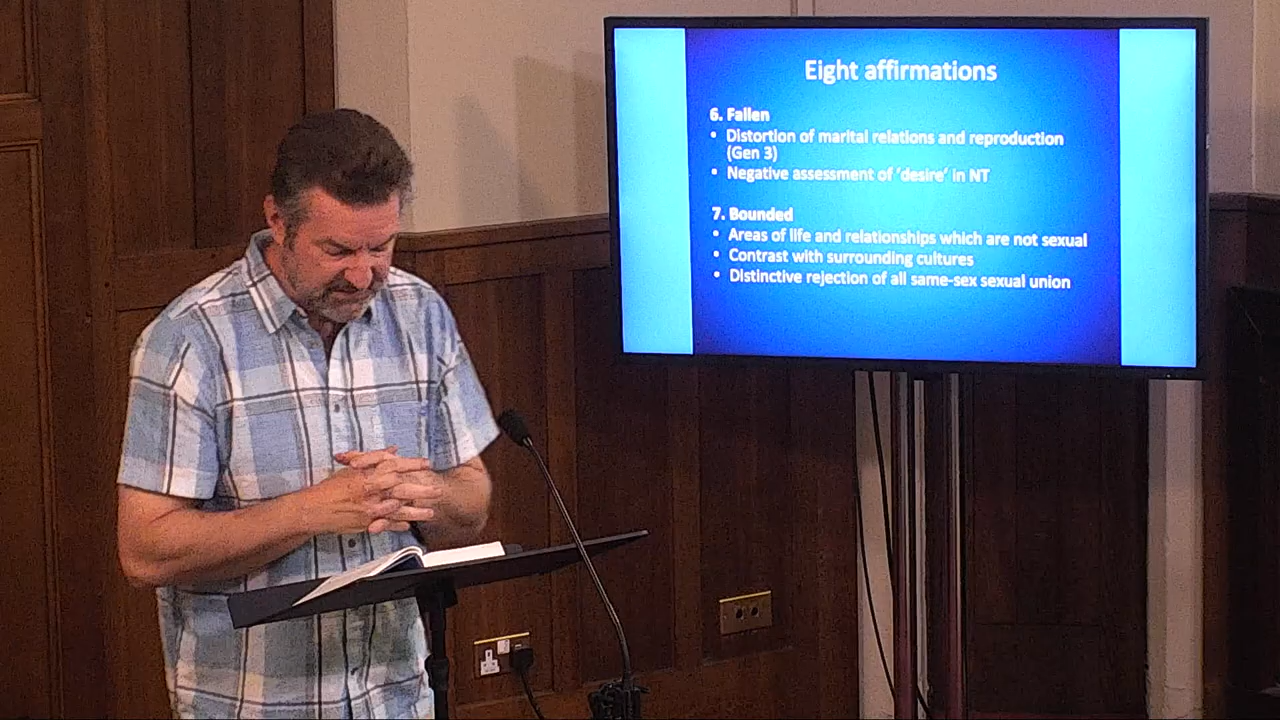 Eight affirmations
6. Fallen
• Distortion of marital relations and reproduction
(Gen 3)
• Negative assessment of 'desire' in NT
7. Bounded
• Areas of life and relationships which are not sexual
• Contrast with surrounding cultures
• Distinctive rejection of all same-sex sexual union